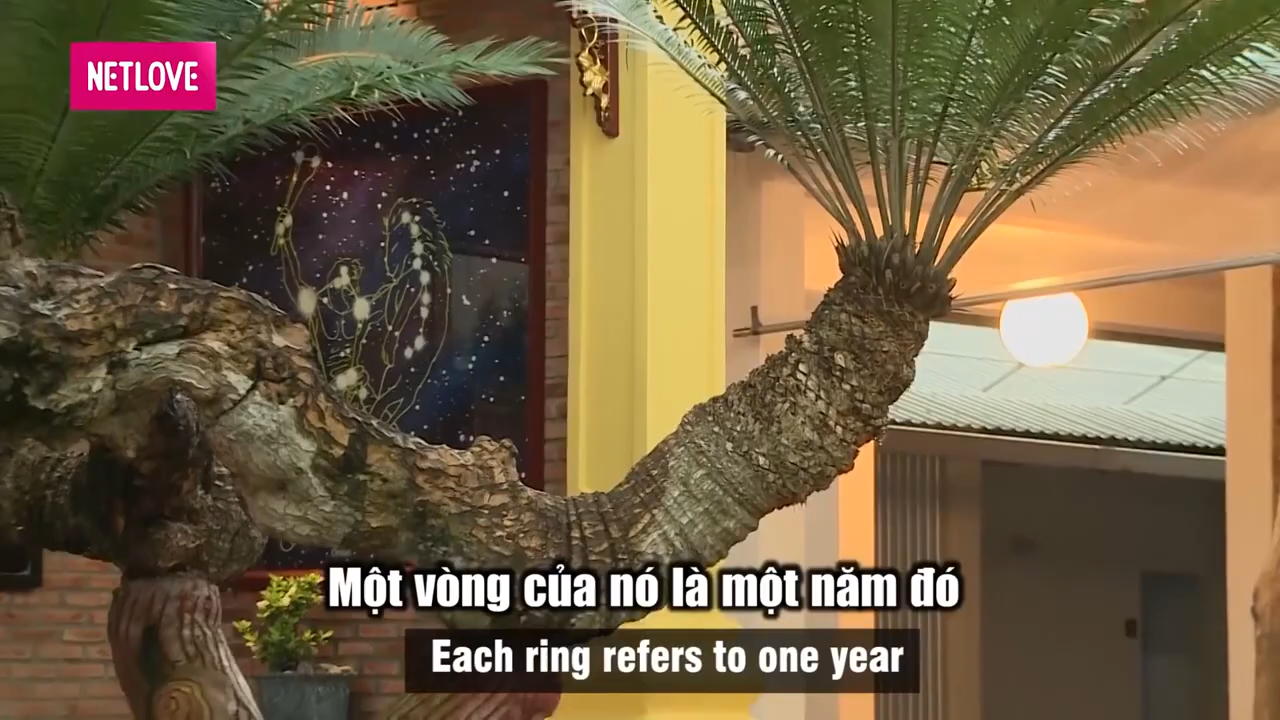 NETLOVE
Một vòng của nó là một năm đó
Each ring refers to one year